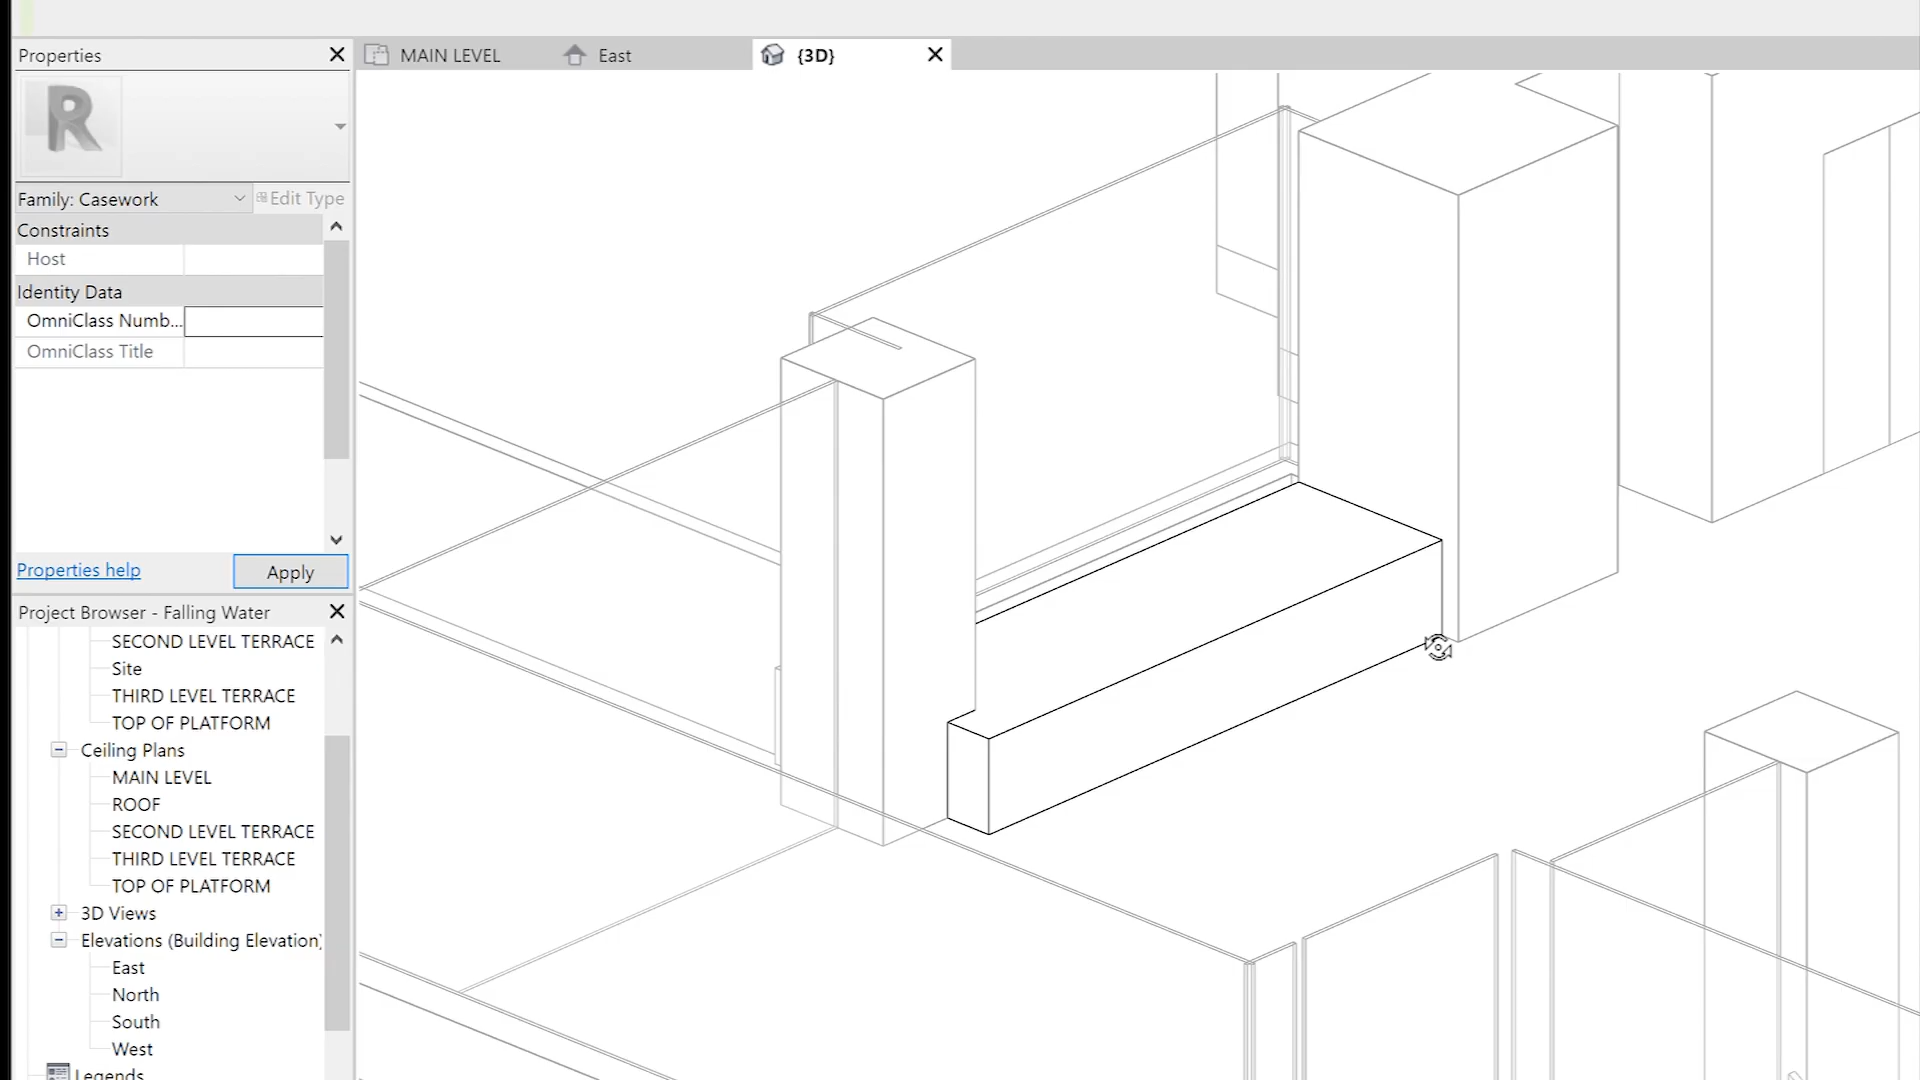 Properties
MAIN LEVEL
East
{3D}
R
Family: Casework
Edit Type
Constraints
Host
Identity Data
OmniClass Numb...
OmniClass Title
Properties help
Apply
Project Browser - Falling Water
SECOND LEVEL TERRACE
Site
THIRD LEVEL TERRACE
TOP OF PLATFORM
Ceiling Plans
MAIN LEVEL
ROOF
SECOND LEVEL TERRACE
THIRD LEVEL TERRACE
TOP OF PLATFORM
3D Views
Elevations (Building Elevation)
East
North
South
West
Legends